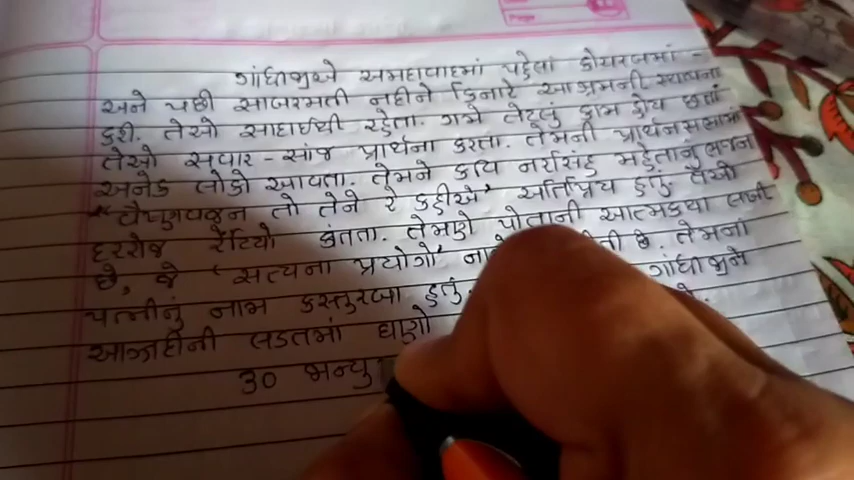 ગાંધીજીએ અમદાવાદમાં પહેલાં કોચરબમાં -
અને પછી સાબરમતી નદીને કિનારે આશ્રમની સ્થાપના
કરી. તેઓ સાદાઈથી રહેતા. ગમે તેટલું કામ હોય છતાં
તેઓ સવાર - સાંજ પ્રાર્થના કરતા. તેમની પ્રાર્થનાસભામાં
અનેક લોકો આવતા. તેમને કવિ નરસિંહ મહેતાનું ભજન
"વૈષ્ણવજન તો તેને રે કહીએ' અતિપ્રિય હતું. તેઓ
દરરોજ રેંટિયો કંતતા. તેમણે પોતાની આત્મકથા લખી
છે, જે 'સત્યના પ્રયોગો' છે. તેમનાં
પત્નીનું નામ કસ્તુરબા હતું. ગાંધીજીને
આઝાદીની લડતમાં ઘણો
30 જાન્યુ